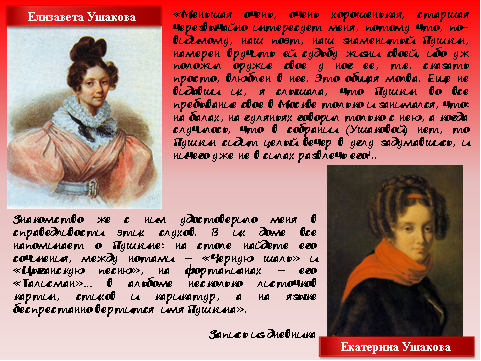 Елизавета Ушакова
«Меньшая очень, очень хорошенькая, старшая
чрезвычайно интересует меня, потому что, по-
видимому, наш поэт, наш знаменитый Пушкин,
намерен вручить ей судьбу жизни своей, ибо уж
положил оружие свое у ног ее, т.е. сказать
просто, влюблен в нее. Это общая молва. Еще не
видавши их, я слышала, что Пушкин во все
пребывание свое в Москве только и занимался, что
на балах, на гуляньях говорил только с нею, а когда
случалось, что в собрании (Ушаковой) нет, то
Пушкин сидит целый вечер в углу задумавшись, и
ничего уже не в силах развлечь его!..
Знакомство же с ним удостоверило меня в
справедливости этих слухов. В их доме все
напоминает о Пушкине: на столе найдете его
сочинения, между нотами – «Черную шаль» и
«Цыганскую песню», на фортапианах – его
«Талисман»... в альбоме несколько листочков
картин, стихов и карикатур, а на языке
беспрестанно вертится имя Пушкина».
Запись из дневника
Екатерина Ушакова